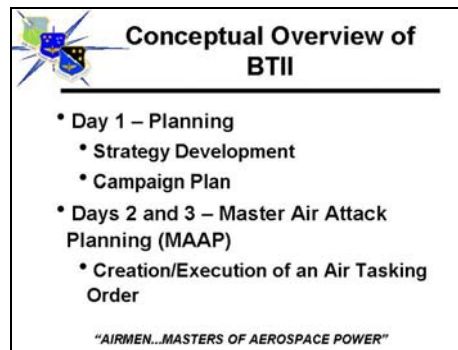 Conceptual Overview of
BTII
• Day 1 – Planning
• Strategy Development
• Campaign Plan
• Days 2 and 3 – Master Air Attack
Planning (MAAP)
• Creation/Execution of an Air Tasking
Order
“AIRMEN...MASTERS OF AEROSPACE POWER”